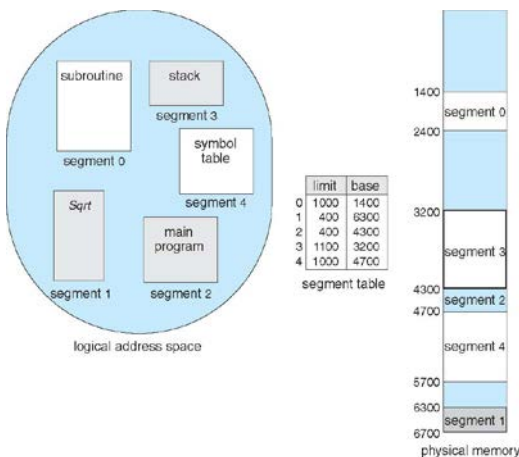 subroutine
segment 0
stack
segment 3
symbol
table
segment 4
Sqrt
segment 1
main
program
segment 2
logical address space
limit base
0 1000 1400
1 400 6300
2 400 4300
3 1100 3200
4 1000 4700
segment table
1400
segment 0
2400
3200
segment 3
4300
segment 2
4700
segment 4
5700
6300
segment 1
6700
physical memory